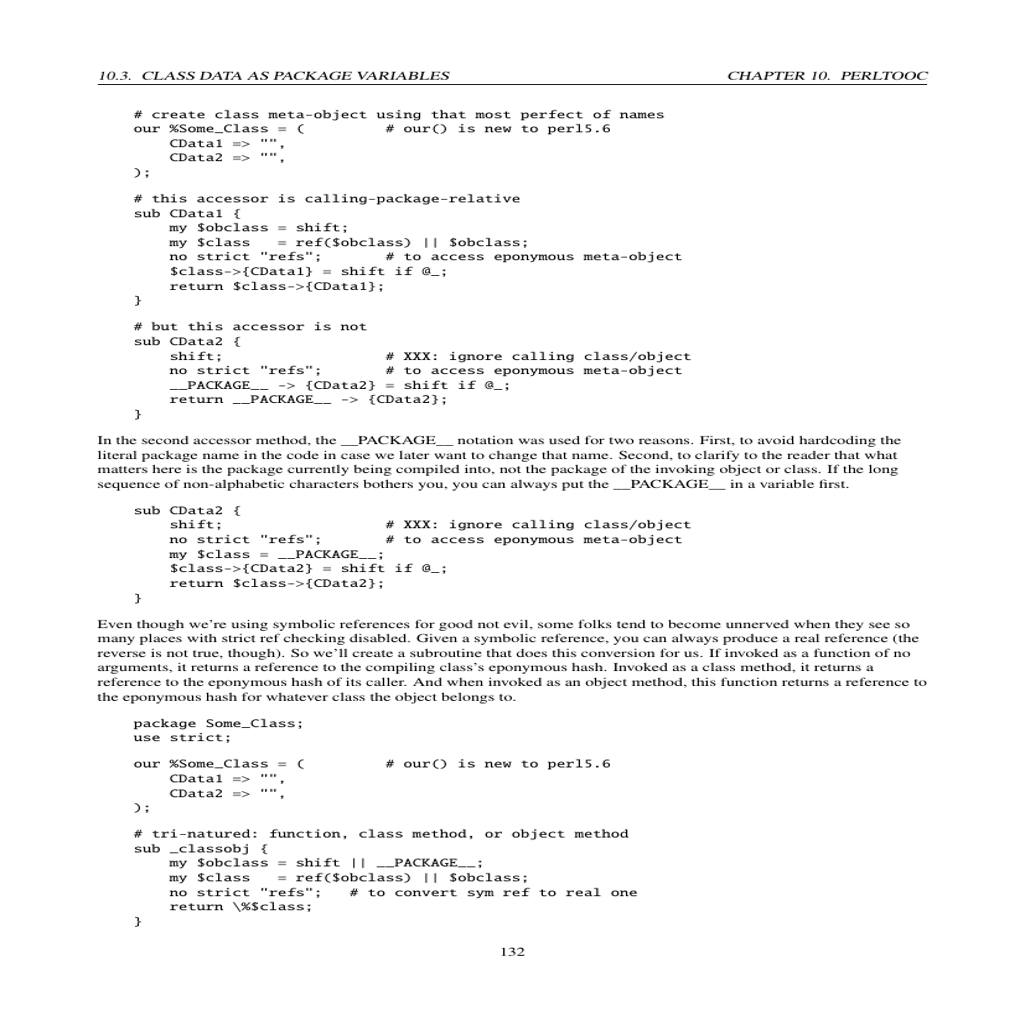 10.3. CLASS DATA AS PACKAGE VARIABLES CHAPTER 10. PERLTOOC
# create class meta-object using that most perfect of names
our %Some_Class = ( # our() is new to perl5.6
CData1 => "",
CData2 => "",
);
# this accessor is calling-package-relative
sub CData1 {
my $obclass = shift;
my $class = ref($obclass) || $obclass;
no strict "refs"; # to access eponymous meta-object
$class->{CData1} = shift if @_;
return $class->{CData1};
}
# but this accessor is not
sub CData2 {
shift; # XXX: ignore calling class/object
no strict "refs"; # to access eponymous meta-object
__PACKAGE__ -> {CData2} = shift if @_;
return __PACKAGE__ -> {CData2};
}
In the second accessor method, the __PACKAGE__ notation was used for two reasons. First, to avoid hardcoding the
literal package name in the code in case we later want to change that name. Second, to clarify to the reader that what
matters here is the package currently being compiled into, not the package of the invoking object or class. If the long
sequence of non-alphabetic characters bothers you, you can always put the __PACKAGE__ in a variable first.
sub CData2 {
shift; # XXX: ignore calling class/object
no strict "refs"; # to access eponymous meta-object
my $class = __PACKAGE__;
$class->{CData2} = shift if @_;
return $class->{CData2};
}
Even though we're using symbolic references for good not evil, some folks tend to become unnerved when they see so
many places with strict ref checking disabled. Given a symbolic reference, you can always produce a real reference (the
reverse is not true, though). So we'll create a subroutine that does this conversion for us. If invoked as a function of no
arguments, it returns a reference to the compiling class's eponymous hash. Invoked as a class method, it returns a
reference to the eponymous hash of its caller. And when invoked as an object method, this function returns a reference to
the eponymous hash for whatever class the object belongs to.
package Some_Class;
use strict;
our %Some_Class = ( # our() is new to perl5.6
CData1 => "",
CData2 => "",
);
# tri-natured: function, class method, or object method
sub _classobj {
my $obclass = shift || __PACKAGE__;
my $class = ref($obclass) || $obclass;
no strict "refs"; # to convert sym ref to real one
return \%$class;
}
132